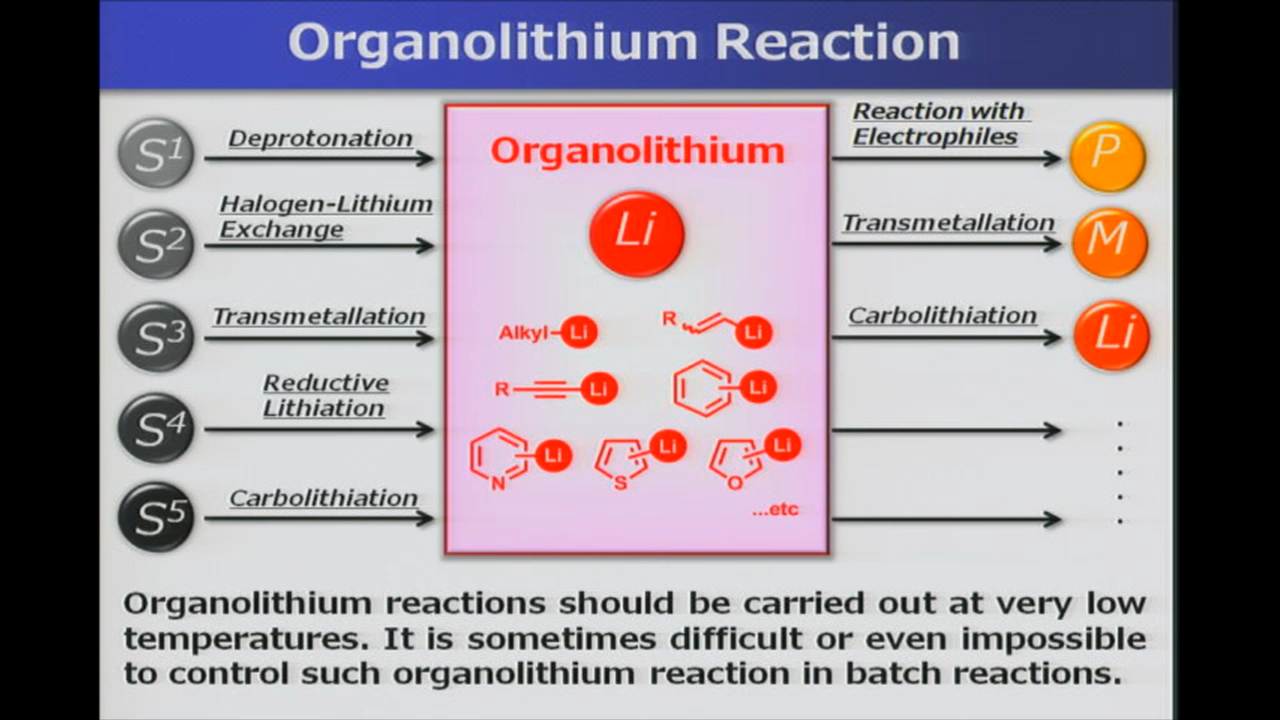 Organolithium Reaction
S1
Deprotonation
S2
Halogen-Lithium
Exchange
S3
Transmetallation
S4
Reductive
Lithiation
S5
Carbolithiation
Organolithium
Li
Alkyl-Li
R Li
R Li
Li
N Li
S Li
O Li
...etc
Reaction with
Electrophiles
P
Transmetallation
M
Carbolithiation
Li
Organolithium reactions should be carried out at very low
temperatures. It is sometimes difficult or even impossible
to control such organolithium reaction in batch reactions.